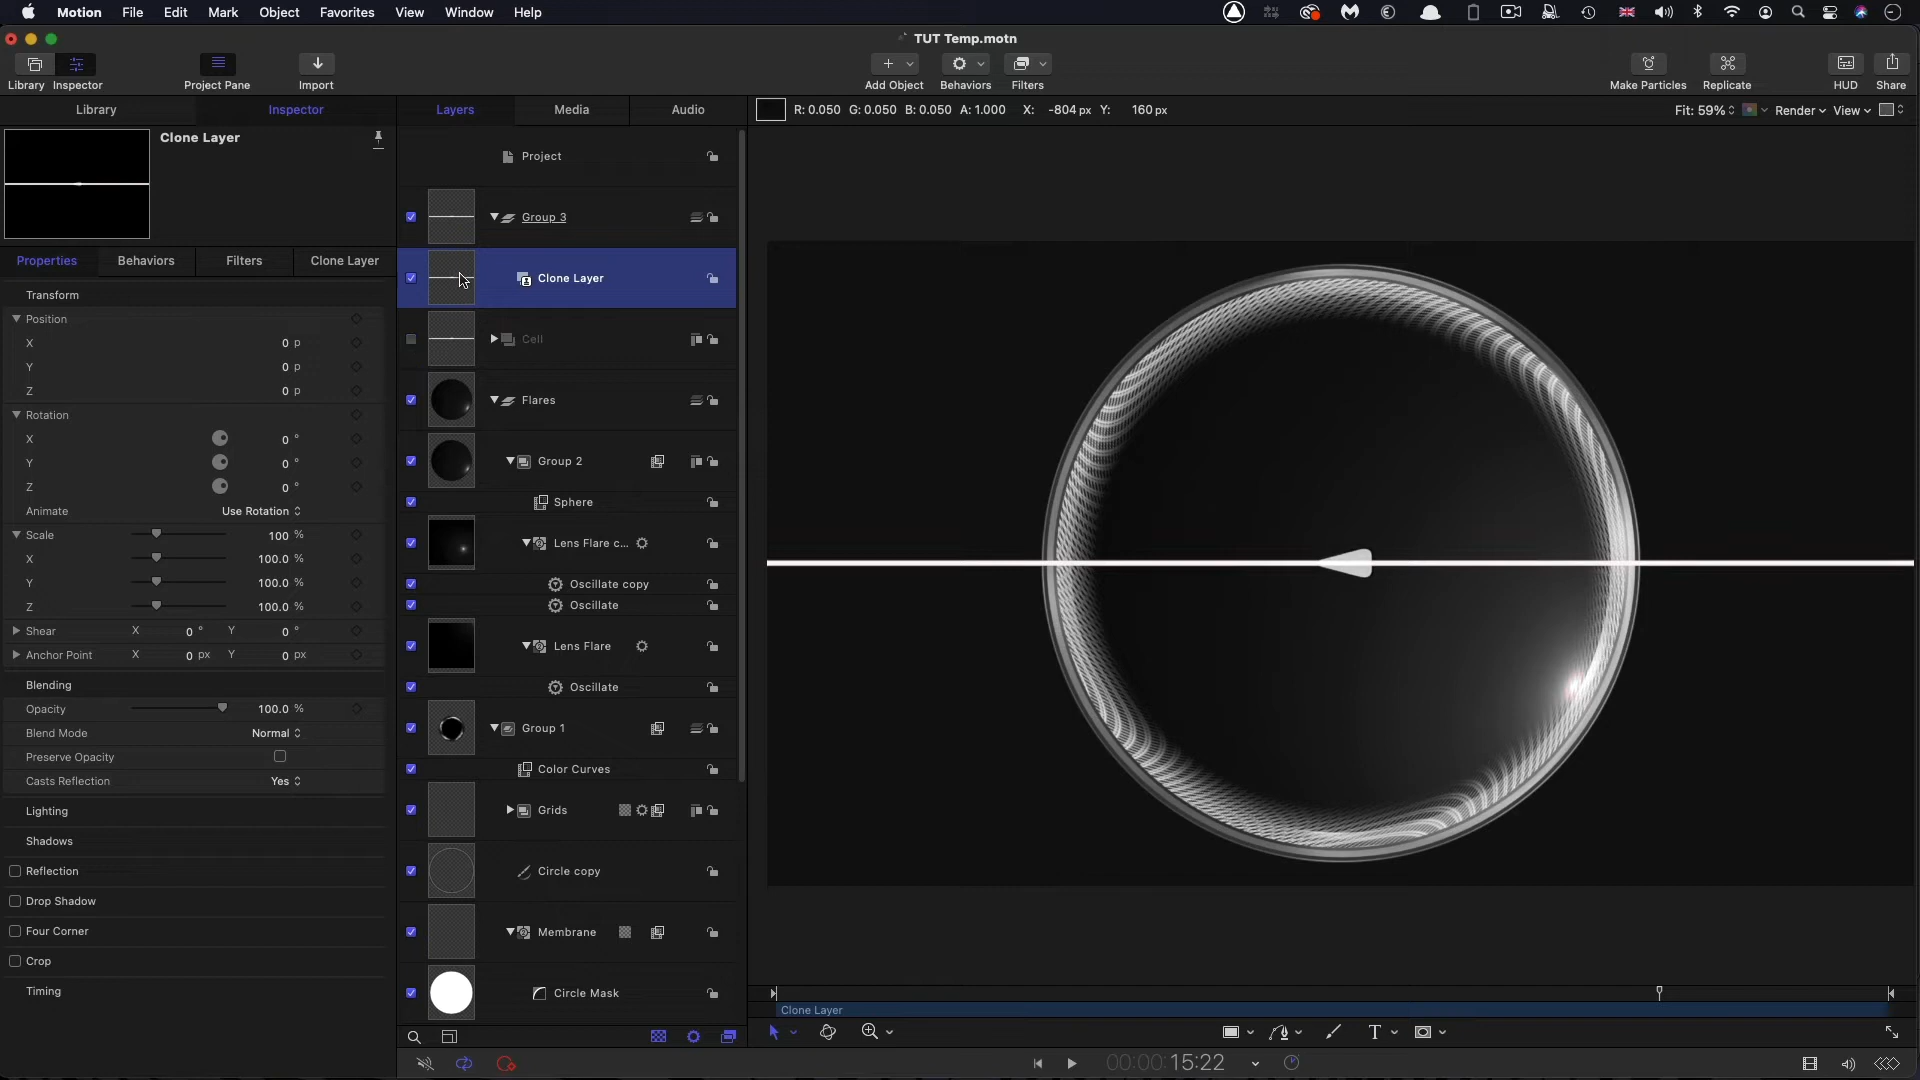 Motion File Edit Mark Object Favorites View Window Help
TUT Temp.motn
Library Inspector Project Pane Import Add Object Behaviors Filters Make Particles Replicate HUD Share
Library Inspector Layers Media Audio R: 0.050 G: 0.050 B: 0.050 A: 1.000 X: -804 px Y: 160 px Fit: 59% Render View
Clone Layer
Properties Behaviors Filters Clone Layer
Transform
Position
X 0 p
Y 0 p
Z 0 p
Rotation
X 0 °
Y 0 °
Z 0 °
Animate Use Rotation
Scale 100 %
X 100.0 %
Y 100.0 %
Z 100.0 %
Shear X 0 ° Y 0 °
Anchor Point X 0 px Y 0 px
Blending
Opacity 100.0 %
Blend Mode Normal
Preserve Opacity
Casts Reflection Yes
Lighting
Shadows
Reflection
Drop Shadow
Four Corner
Crop
Timing
Project
Group 3
Clone Layer
Cell
Flares
Group 2
Sphere
Lens Flare c...
Oscillate copy
Oscillate
Lens Flare
Oscillate
Group 1
Color Curves
Grids
Circle copy
Membrane
Circle Mask
Clone Layer
T
00:00:15:22